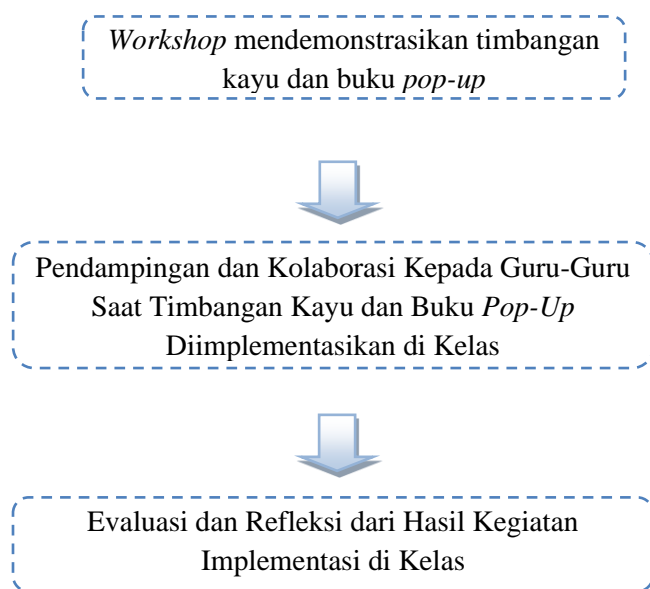 Workshop mendemonstrasikan timbangan
kayu dan buku pop-up
Pendampingan dan Kolaborasi Kepada Guru-Guru
Saat Timbangan Kayu dan Buku Pop-Up
Diimplementasikan di Kelas
Evaluasi dan Refleksi dari Hasil Kegiatan
Implementasi di Kelas